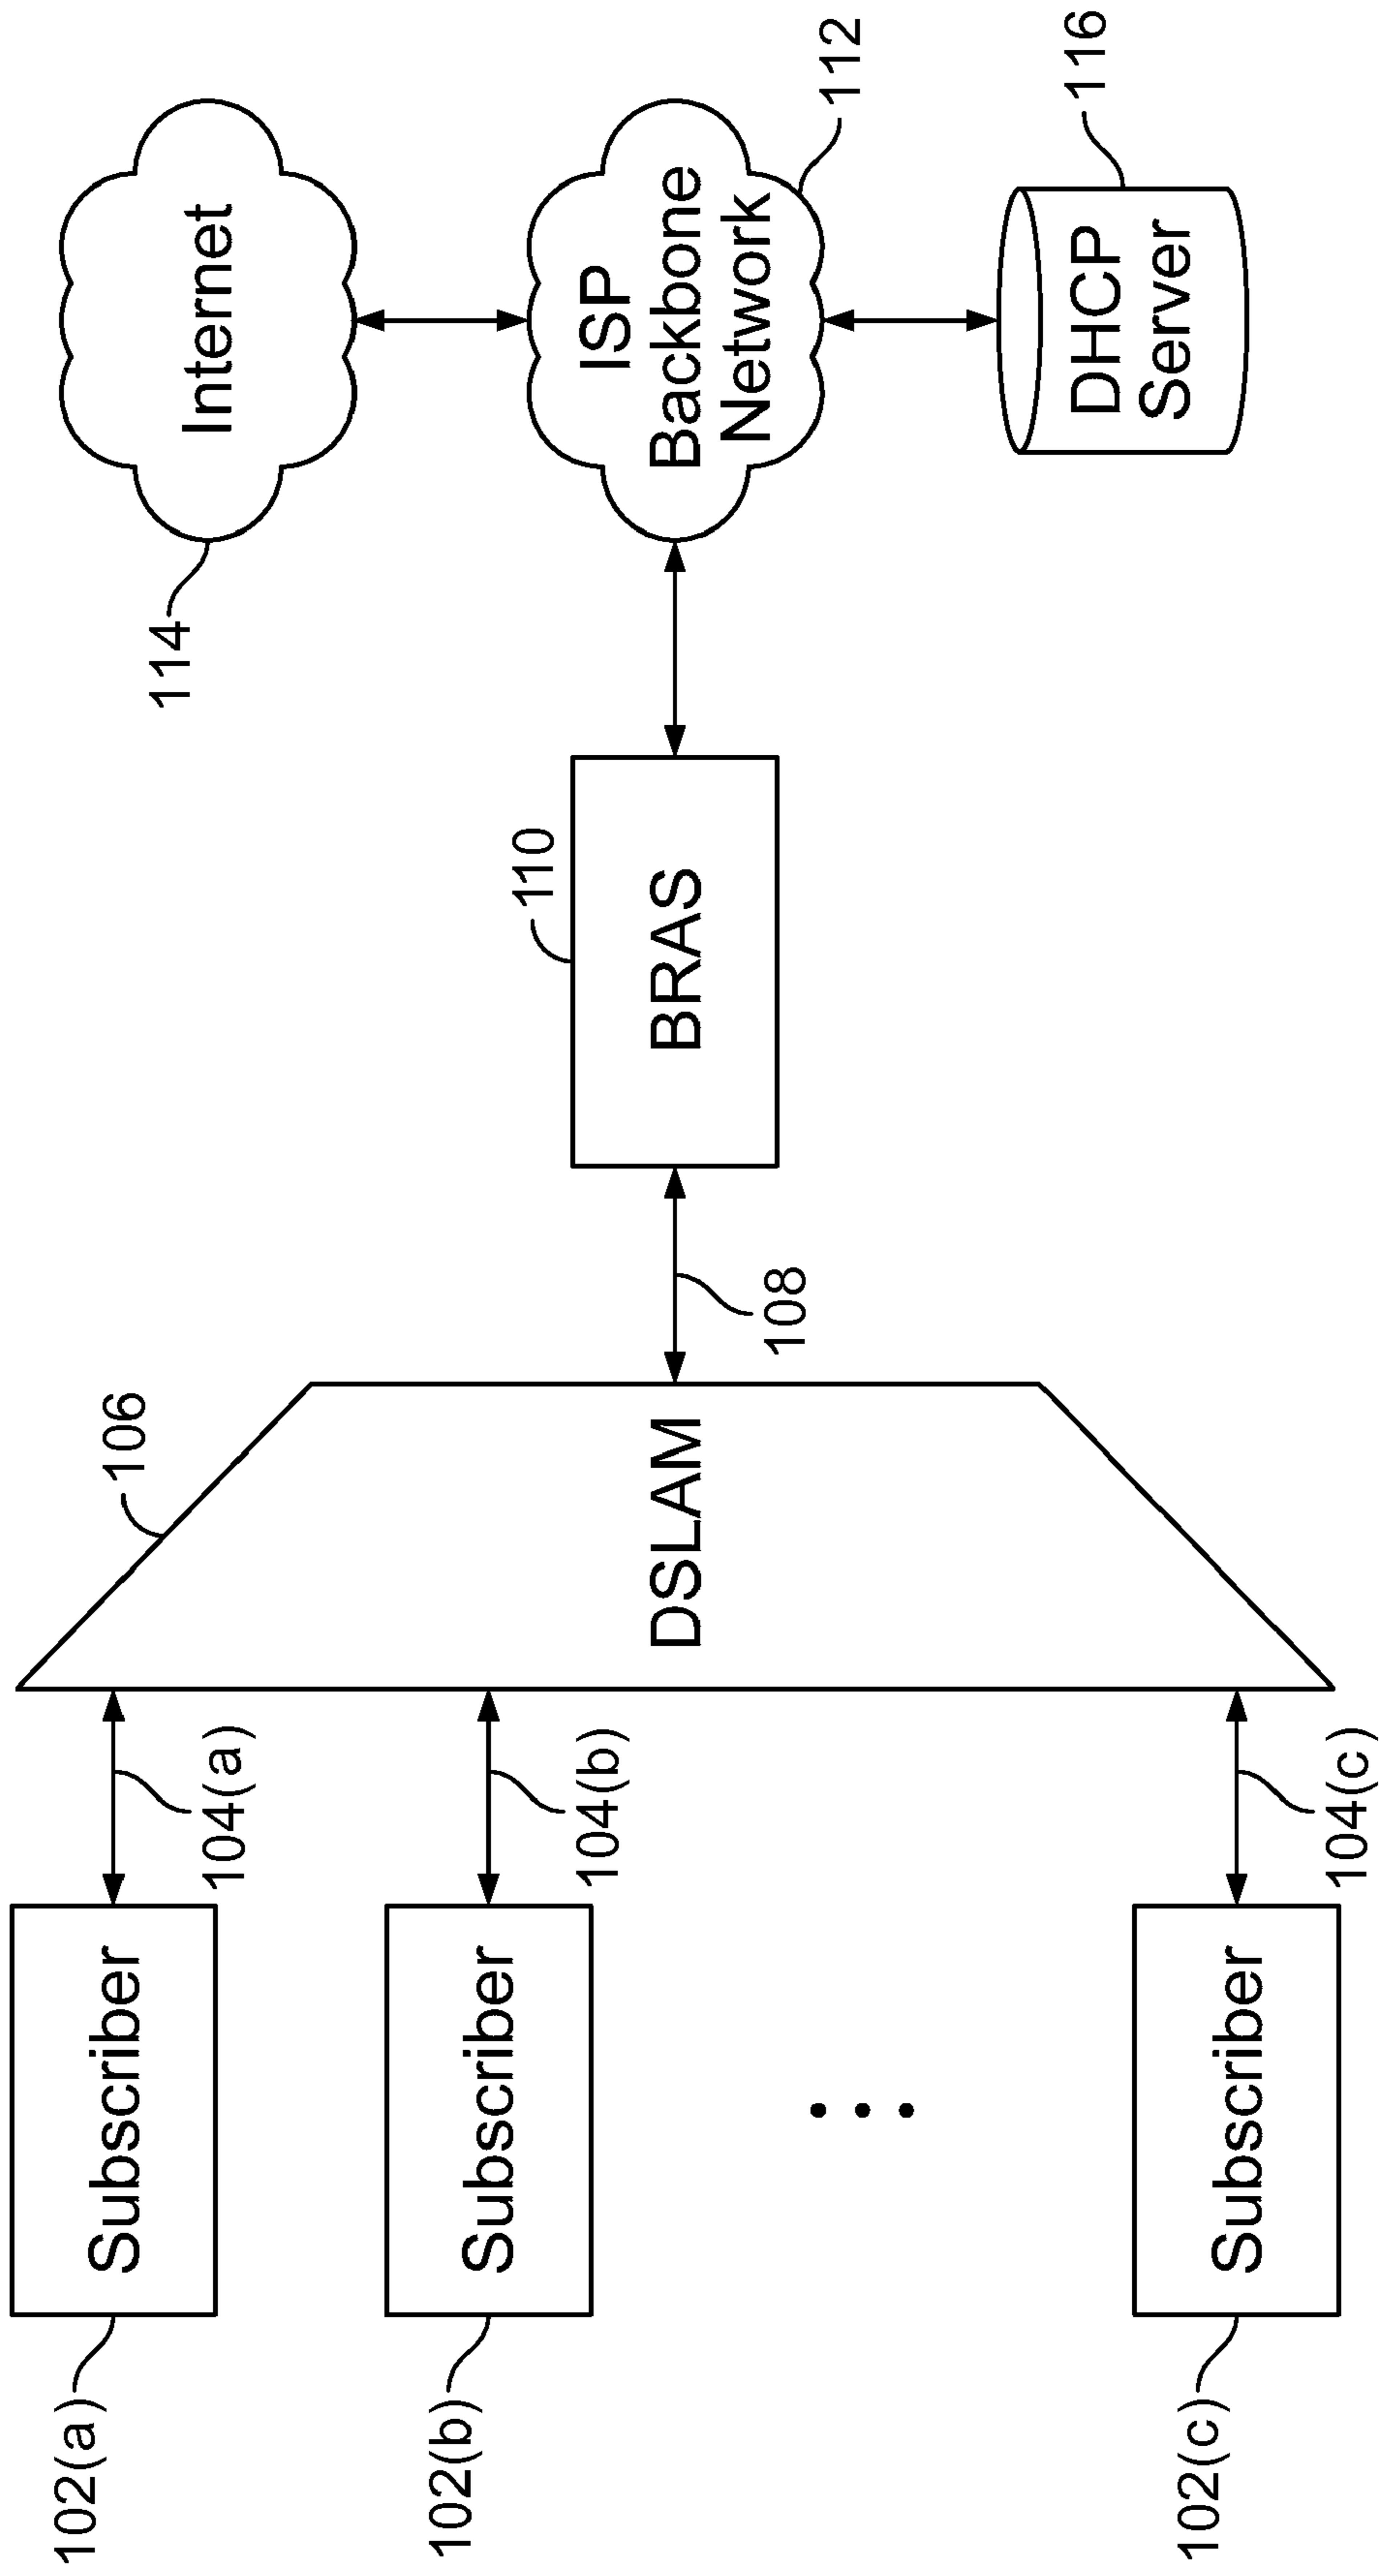 102(a)
Subscriber
104(a)
106
102(b)
Subscriber
104(b)
102(c)
Subscriber
104(c)
DSLAM
108
110
BRAS
114
Internet
ISP
Backbone
Network
112
DHCP
Server
116